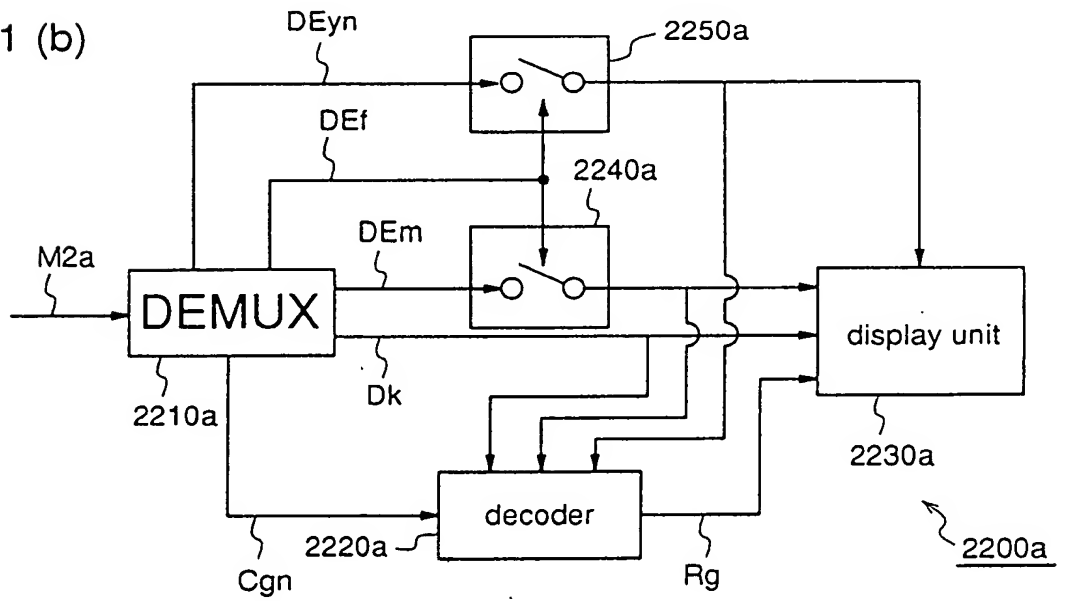 1 (b)
DEyn
2250a
DEf
2240a
DEm
M2a
DEMUX
display unit
Dk
2210a
2230a
decoder
2220a
2200a
Cgn
Rg